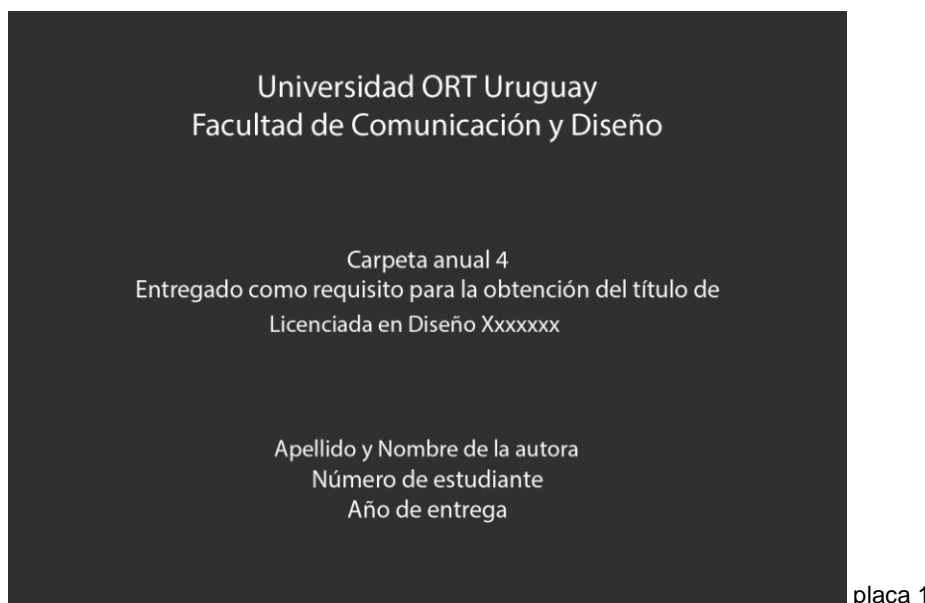 Universidad ORT Uruguay
Facultad de Comunicación y Diseño
Carpeta anual 4
Entregado como requisito para la obtención del título de
Licenciada en Diseño Xxxxxxx
Apellido y Nombre de la autora
Número de estudiante
Año de entrega
placa 1